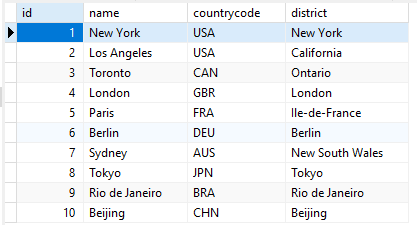 id name countrycode district
1 New York USA New York
2 Los Angeles USA California
3 Toronto CAN Ontario
4 London GBR London
5 Paris FRA Ile-de-France
6 Berlin DEU Berlin
7 Sydney AUS New South Wales
8 Tokyo JPN Tokyo
9 Rio de Janeiro BRA Rio de Janeiro
10 Beijing CHN Beijing